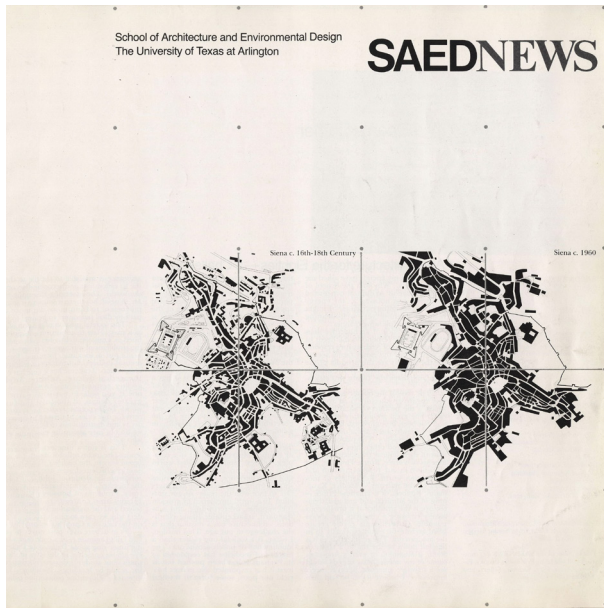 School of Architecture and Environmental Design
The University of Texas at Arlington
SAEDNEWS
Siena c. 16th-18th Century
Siena c. 1960